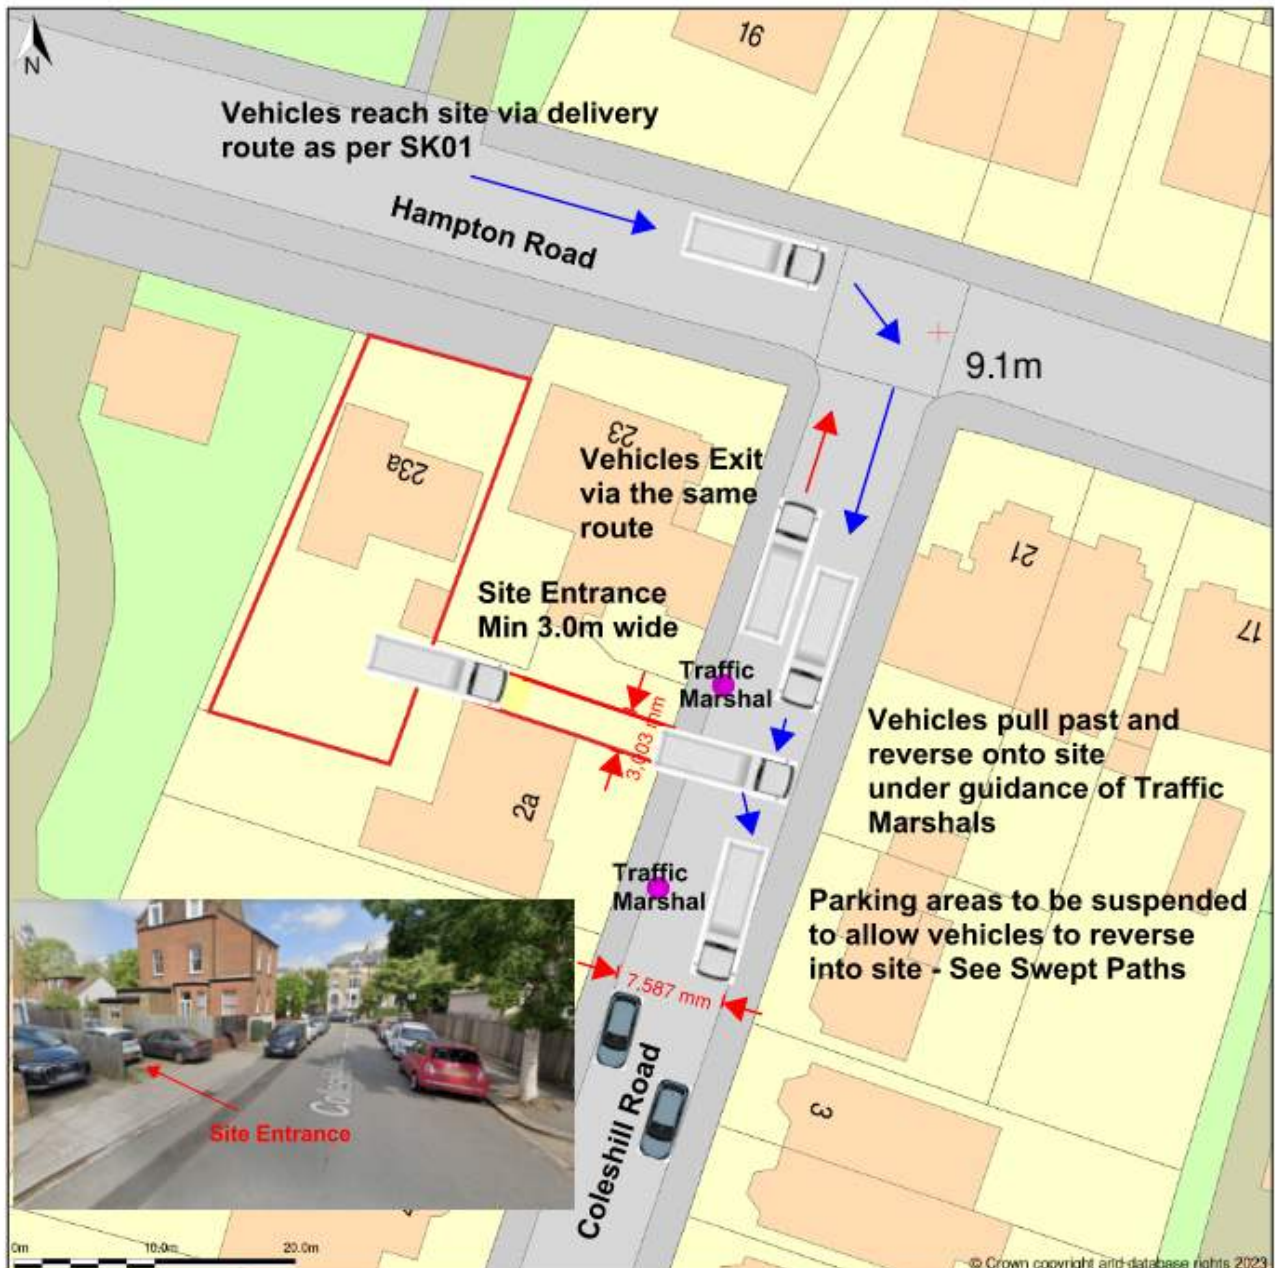 N
16
Vehicles reach site via delivery
route as per SK01
Hampton Road
9.1m
23
23a
Vehicles Exit
via the same
route
21
17
Site Entrance
Min 3.0m wide
Traffic
Marshal
3,003 mm
Vehicles pull past and
reverse onto site
under guidance of Traffic
Marshals
2a
Traffic
Marshal
Parking areas to be suspended
to allow vehicles to reverse
into site - See Swept Paths
7,587 mm
Coleshill Road
3
Site Entrance
0m
10.0m
20.0m
© Crown copyright and database rights 2023